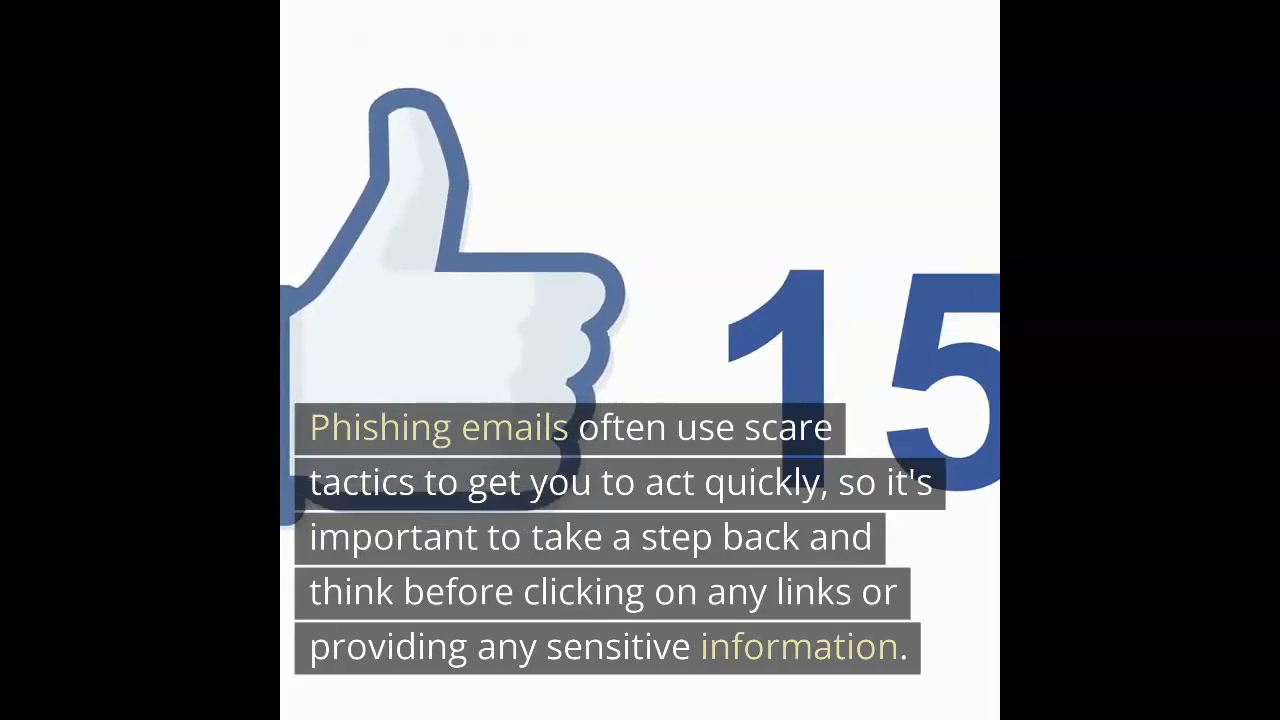 15
Phishing emails often use scare
tactics to get you to act quickly, so it's
important to take a step back and
think before clicking on any links or
providing any sensitive information.